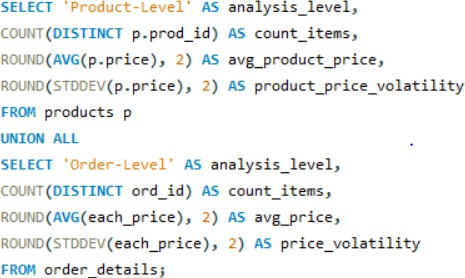 SELECT 'Product-Level' AS analysis_level,
COUNT(DISTINCT p.prod_id) AS count_items,
ROUND(AVG(p.price), 2) AS avg_product_price,
ROUND(STDDEV(p.price), 2) AS product_price_volatility
FROM products p
UNION ALL
SELECT 'Order-Level' AS analysis_level,
COUNT(DISTINCT ord_id) AS count_items,
ROUND(AVG(each_price), 2) AS avg_price,
ROUND(STDDEV(each_price), 2) AS price_volatility
FROM order_details;